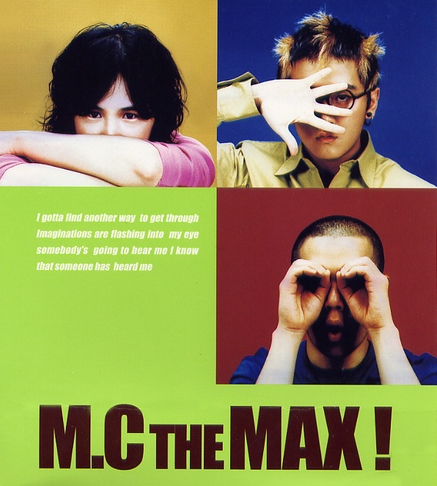 I gotta find another way to get through
Imaginations are flashing into my eye
somebody's going to hear me I know
that someone has heard me
M.C THE MAX !